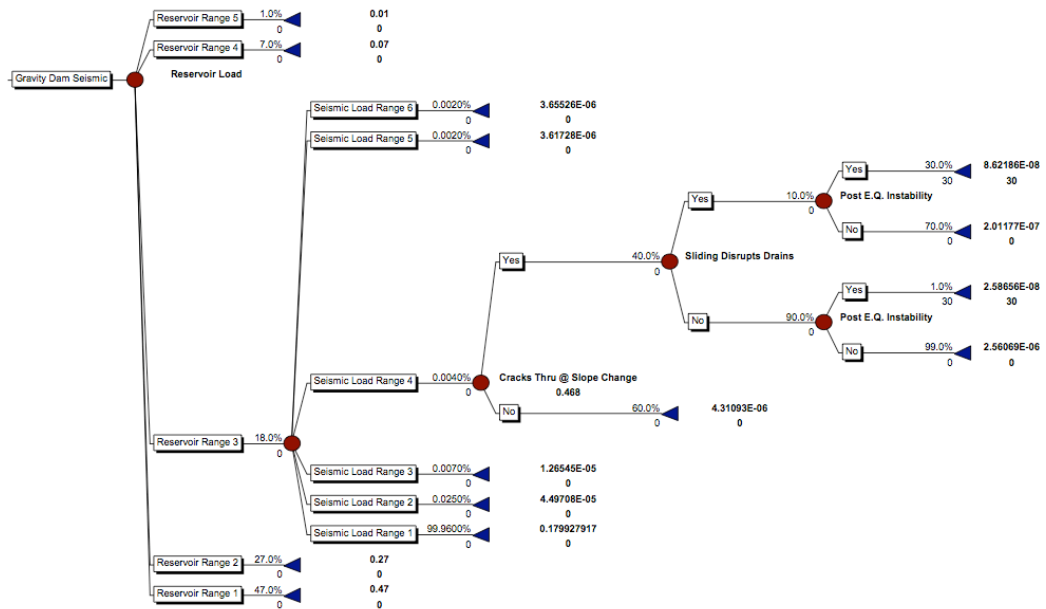 Reservoir Range 5 1.0% 0.01
0 0
Reservoir Range 4 7.0% 0.07
0 0
Gravity Dam Seismic Reservoir Load
Seismic Load Range 6 0.0020% 3.65526E-06
0 0
Seismic Load Range 5 0.0020% 3.61728E-06
0 0
Yes 30.0% 8.62186E-08
30 30
Yes 10.0% Post E.Q. Instability
0
No 70.0% 2.01177E-07
0 0
Yes 40.0% Sliding Disrupts Drains
0
Yes 1.0% 2.58656E-08
30 30
No 90.0% Post E.Q. Instability
0
No 99.0% 2.56069E-06
0 0
Seismic Load Range 4 0.0040% Cracks Thru @ Slope Change
0 0.468
No 60.0% 4.31093E-06
0 0
Reservoir Range 3 18.0%
0
Seismic Load Range 3 0.0070% 1.26545E-05
0 0
Seismic Load Range 2 0.0250% 4.49708E-05
0 0
Seismic Load Range 1 99.9600% 0.179927917
0 0
Reservoir Range 2 27.0% 0.27
0 0
Reservoir Range 1 47.0% 0.47
0 0